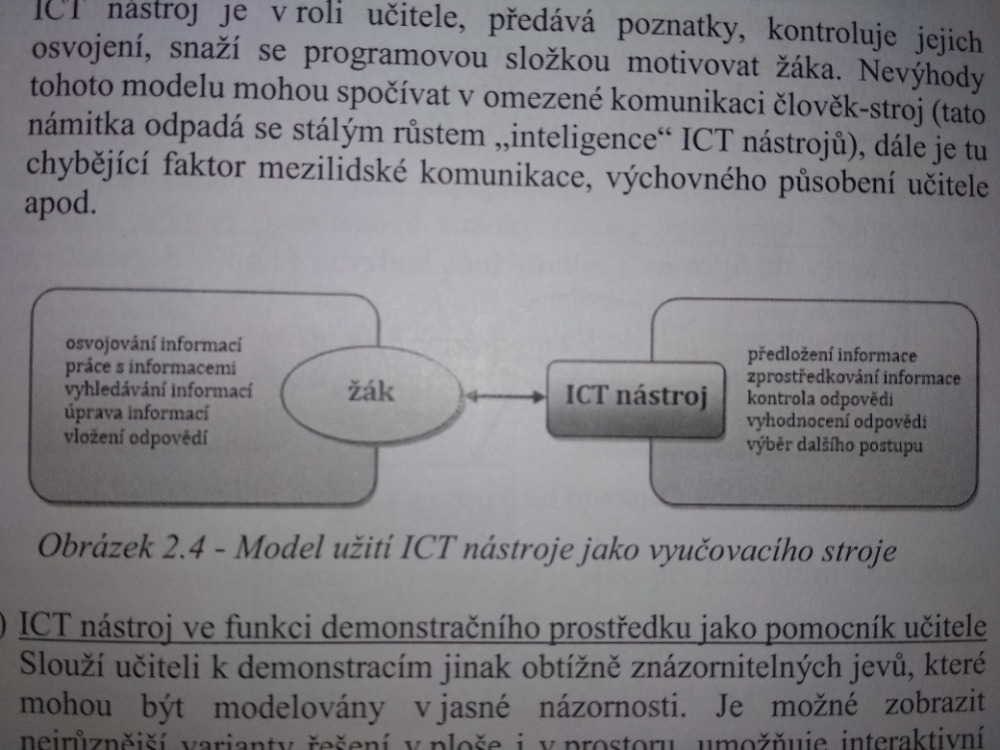 ICT nástroj je v roli učitele, předává poznatky, kontroluje jejich
osvojení, snaží se programovou složkou motivovat žáka. Nevýhody
tohoto modelu mohou spočívat v omezené komunikaci člověk-stroj (tato
námitka odpadá se stálým růstem „inteligence“ ICT nástrojů), dále je tu
chybějící faktor mezilidské komunikace, výchovného působení učitele
apod.
osvojování informací
práce s informacemi
vyhledávání informací
úprava informací
vložení odpovědí
žák
ICT nástroj
předložení informace
zprostředkování informace
kontrola odpovědi
vyhodnocení odpovědi
výběr dalšího postupu
Obrázek 2.4 - Model užití ICT nástroje jako vyučovacího stroje
) ICT nástroj ve funkci demonstračního prostředku jako pomocník učitele
Slouží učiteli k demonstracím jinak obtížně znázornitelných jevů, které
mohou být modelovány v jasné názornosti. Je možné zobrazit
nejrůznější varianty řešení v ploše i v prostoru, umožňuje interaktivní